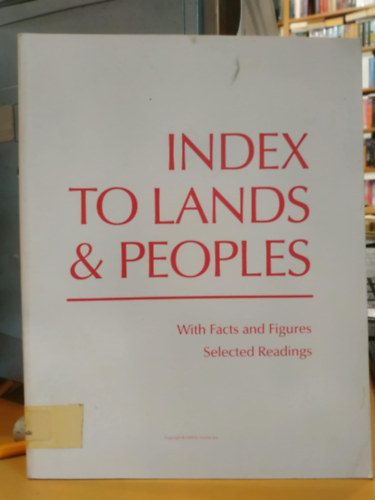 INDEX
TO LANDS
& PEOPLES
With Facts and Figures
Selected Readings